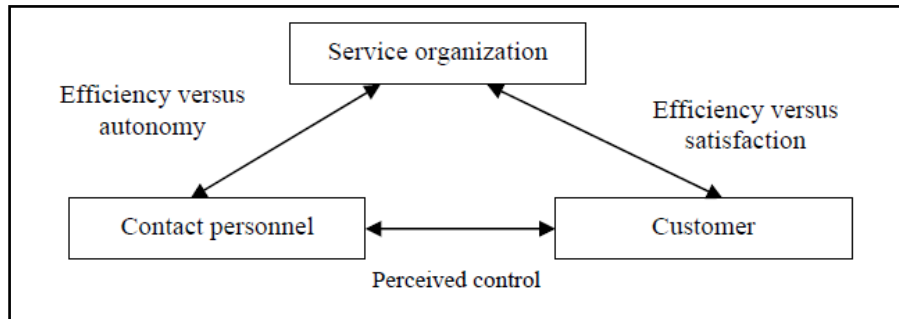 Service organization
Efficiency versus
autonomy
Efficiency versus
satisfaction
Contact personnel
Customer
Perceived control